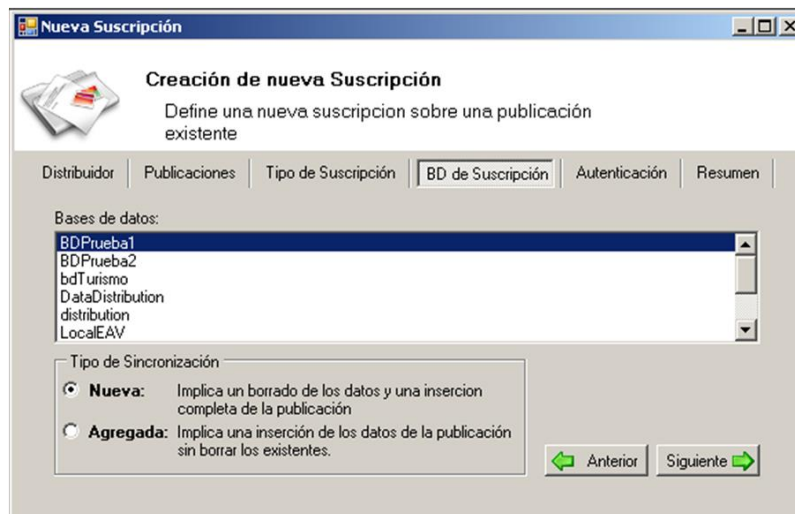 Nueva Suscripción
Creación de nueva Suscripción
Define una nueva suscripcion sobre una publicación
existente
Distribuidor
Publicaciones
Tipo de Suscripción
BD de Suscripción
Autenticación
Resumen
Bases de datos:
BDPrueba1
BDPrueba2
bdTurismo
DataDistribution
distribution
LocalEAV
Tipo de Sincronización
Nueva: Implica un borrado de los datos y una insercion
completa de la publicación
Agregada: Implica una inserción de los datos de la publicación
sin borrar los existentes.
Anterior
Siguiente